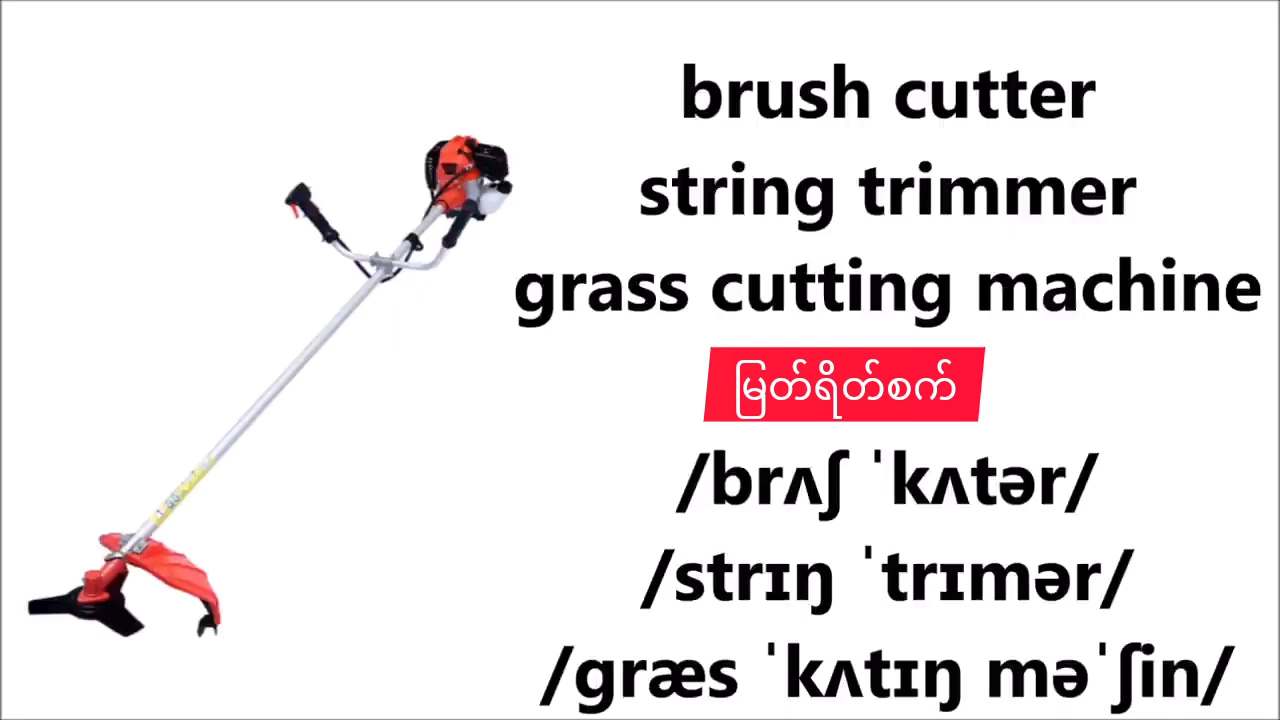 brush cutter
string trimmer
grass cutting machine
မြတ်ရိတ်စက်
/brʌʃ ˈkʌtər/
/strɪŋ ˈtrɪmər/
/græs ˈkʌtɪŋ məˈʃin/